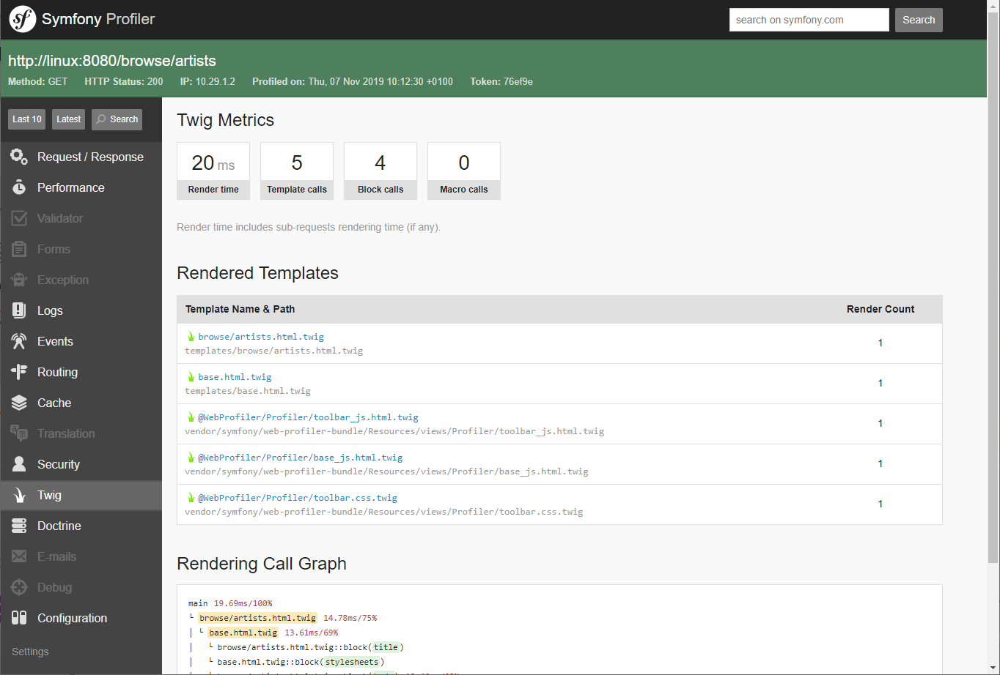 Symfony Profiler
search on symfony.com
Search
http://linux:8080/browse/artists
Method: GET HTTP Status: 200 IP: 10.29.1.2 Profiled on: Thu, 07 Nov 2019 10:12:30 +0100 Token: 76ef9e
Last 10
Latest
Search
Request / Response
Performance
Validator
Forms
Exception
Logs
Events
Routing
Cache
Translation
Security
Twig
Doctrine
E-mails
Debug
Configuration
Settings
Twig Metrics
20 ms
Render time
5
Template calls
4
Block calls
0
Macro calls
Render time includes sub-requests rendering time (if any).
Rendered Templates
Template Name & Path Render Count
browse/artists.html.twig
templates/browse/artists.html.twig
1
base.html.twig
templates/base.html.twig
1
@WebProfiler/Profiler/toolbar_js.html.twig
vendor/symfony/web-profiler-bundle/Resources/views/Profiler/toolbar_js.html.twig
1
@WebProfiler/Profiler/base_js.html.twig
vendor/symfony/web-profiler-bundle/Resources/views/Profiler/base_js.html.twig
1
@WebProfiler/Profiler/toolbar.css.twig
vendor/symfony/web-profiler-bundle/Resources/views/Profiler/toolbar.css.twig
1
Rendering Call Graph
main 19.69ms/100%
└ browse/artists.html.twig 14.78ms/75%
│ └ base.html.twig 13.61ms/69%
│ └ browse/artists.html.twig::block(title)
│ └ base.html.twig::block(stylesheets)